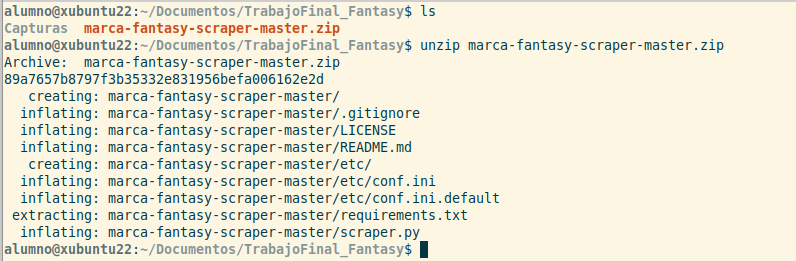 alumno@xubuntu22:~/Documentos/TrabajoFinal_Fantasy$ ls
Capturas  marca-fantasy-scraper-master.zip
alumno@xubuntu22:~/Documentos/TrabajoFinal_Fantasy$ unzip marca-fantasy-scraper-master.zip
Archive:  marca-fantasy-scraper-master.zip
89a7657b8797f3b35332e831956befa006162e2d
   creating: marca-fantasy-scraper-master/
  inflating: marca-fantasy-scraper-master/.gitignore
  inflating: marca-fantasy-scraper-master/LICENSE
  inflating: marca-fantasy-scraper-master/README.md
   creating: marca-fantasy-scraper-master/etc/
  inflating: marca-fantasy-scraper-master/etc/conf.ini
  inflating: marca-fantasy-scraper-master/etc/conf.ini.default
 extracting: marca-fantasy-scraper-master/requirements.txt
  inflating: marca-fantasy-scraper-master/scraper.py
alumno@xubuntu22:~/Documentos/TrabajoFinal_Fantasy$